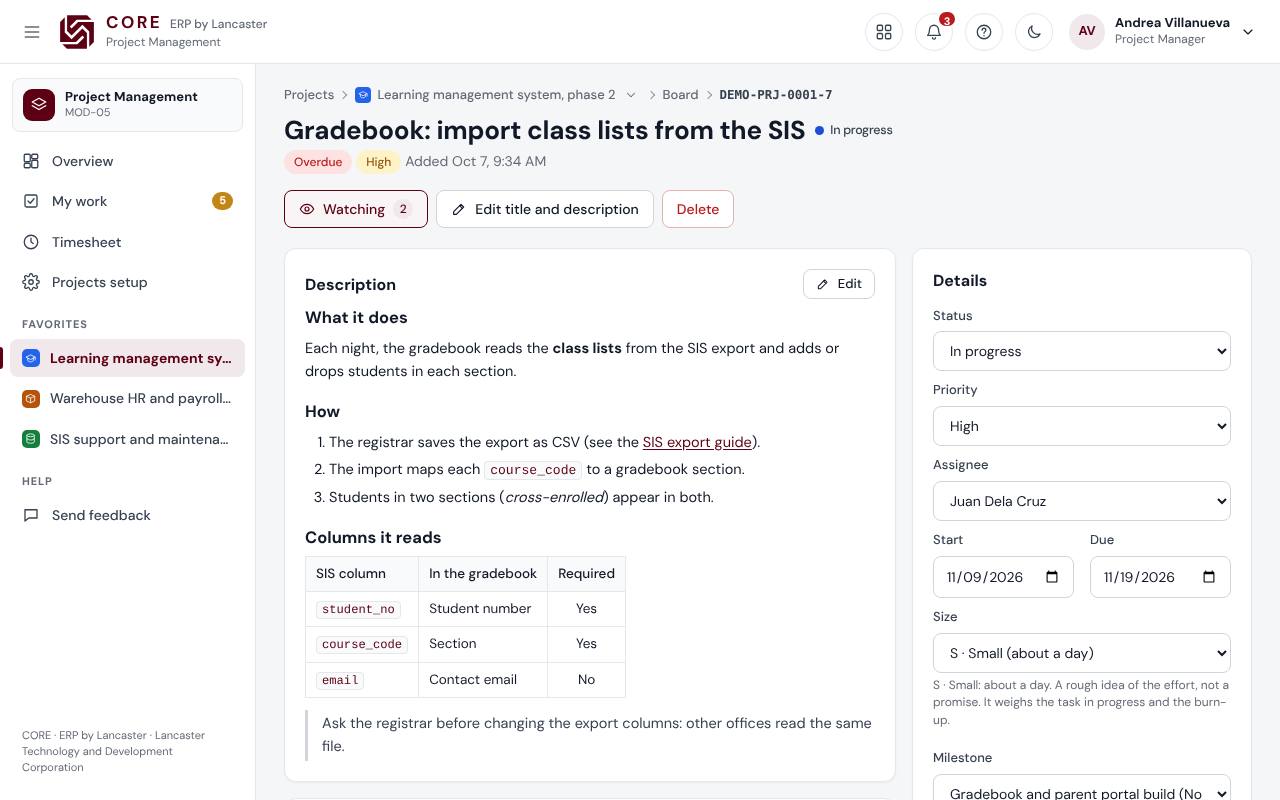 CORE ERP by Lancaster
Project Management
3
AV
Andrea Villanueva
Project Manager
Project Management
MOD-05
Overview
My work 5
Timesheet
Projects setup
FAVORITES
Learning management sy...
Warehouse HR and payroll...
SIS support and maintena...
HELP
Send feedback
CORE · ERP by Lancaster · Lancaster
Technology and Development
Corporation
Projects Learning management system, phase 2 Board DEMO-PRJ-0001-7
Gradebook: import class lists from the SIS In progress
Overdue High Added Oct 7, 9:34 AM
Watching 2 Edit title and description Delete
Description Edit
What it does
Each night, the gradebook reads the class lists from the SIS export and adds or
drops students in each section.
How
1. The registrar saves the export as CSV (see the SIS export guide).
2. The import maps each course_code to a gradebook section.
3. Students in two sections (cross-enrolled) appear in both.
Columns it reads
SIS column In the gradebook Required
student_no Student number Yes
course_code Section Yes
email Contact email No
Ask the registrar before changing the export columns: other offices read the same
file.
Details
Status
In progress
Priority
High
Assignee
Juan Dela Cruz
Start Due
11/09/2026 11/19/2026
Size
S · Small (about a day)
S · Small: about a day. A rough idea of the effort, not a
promise. It weighs the task in progress and the burn-
up.
Milestone
Gradebook and parent portal build (No